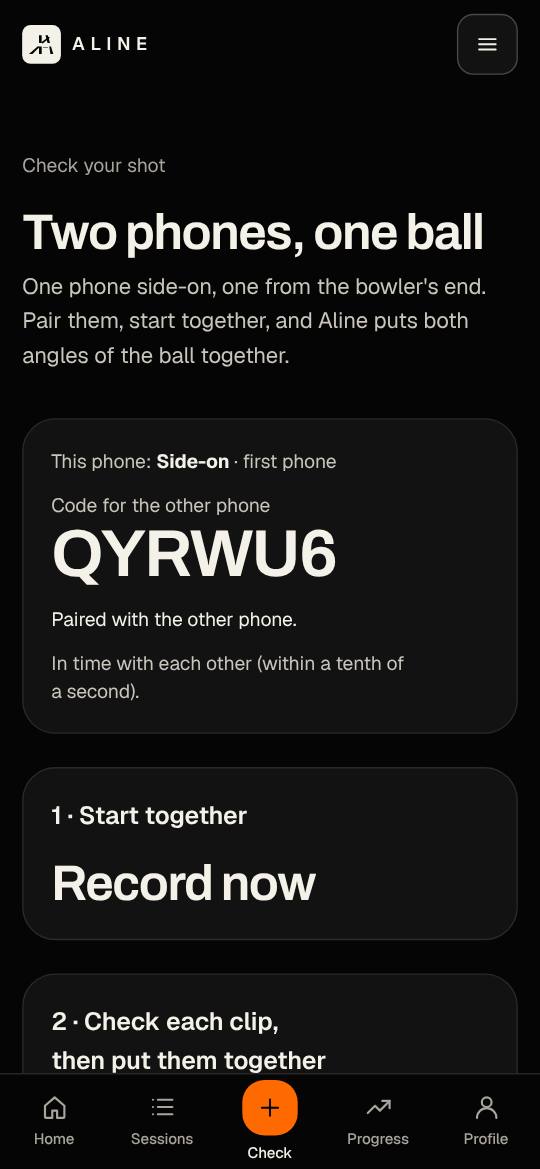 ALINE
Check your shot
Two phones, one ball
One phone side-on, one from the bowler's end.
Pair them, start together, and Aline puts both
angles of the ball together.
This phone: Side-on · first phone
Code for the other phone
QYRWU6
Paired with the other phone.
In time with each other (within a tenth of
a second).
1 · Start together
Record now
2 · Check each clip,
then put them together
Home
Sessions
Check
Progress
Profile